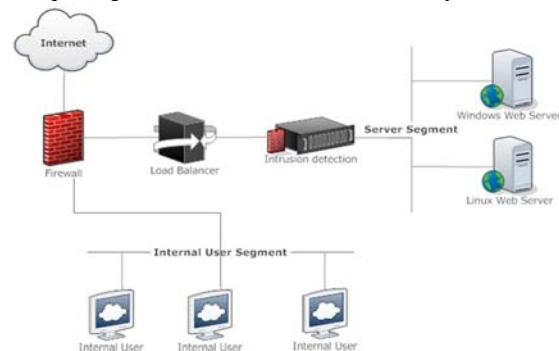 Internet
Windows Web Server
Server Segment
Firewall
Load Balancer
Intrusion detection
Linux Web Server
Internal User Segment
Internal User
Internal User
Internal User